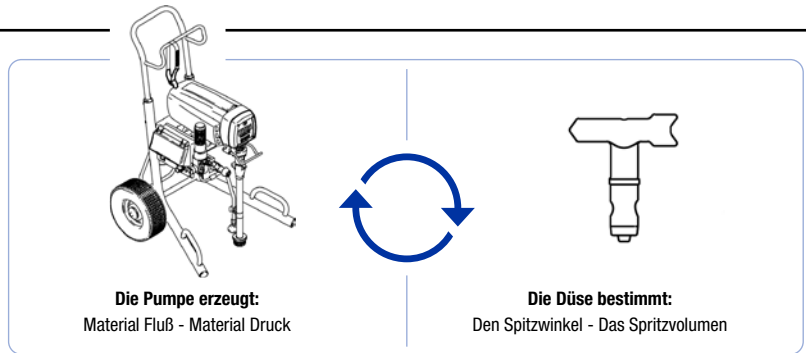 Die Pumpe erzeugt:
Material Fluß - Material Druck
Die Düse bestimmt:
Den Spitzwinkel - Das Spritzvolumen